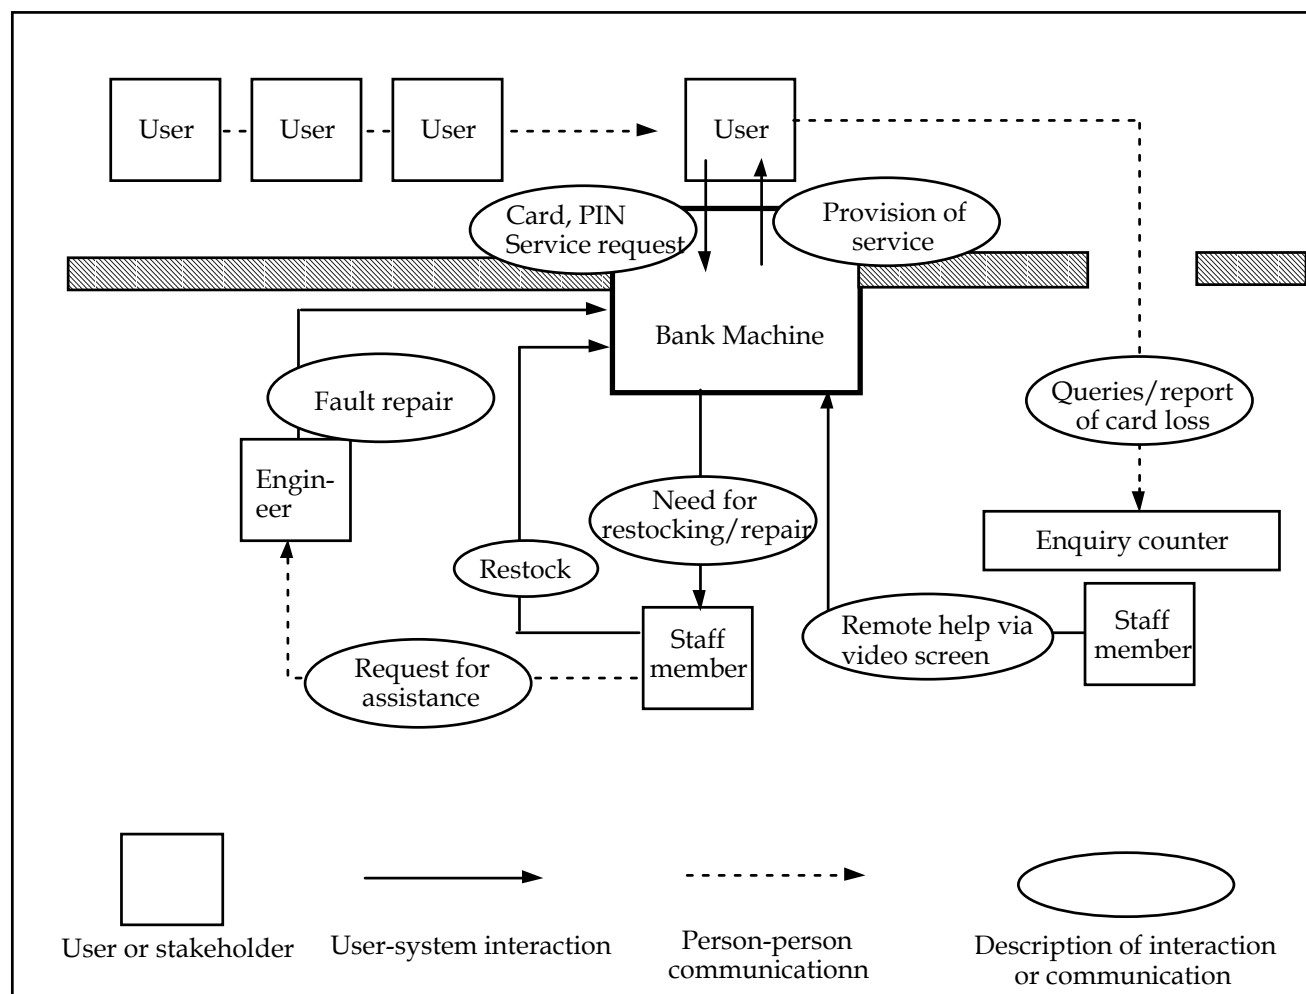 User
User
User
User
Card, PIN
Service request
Provision of
service
Bank Machine
Fault repair
Queries/report
of card loss
Engin-
eer
Need for
restocking/repair
Enquiry counter
Restock
Staff
member
Remote help via
video screen
Staff
member
Request for
assistance
User or stakeholder
User-system interaction
Person-person
communicationn
Description of interaction
or communication